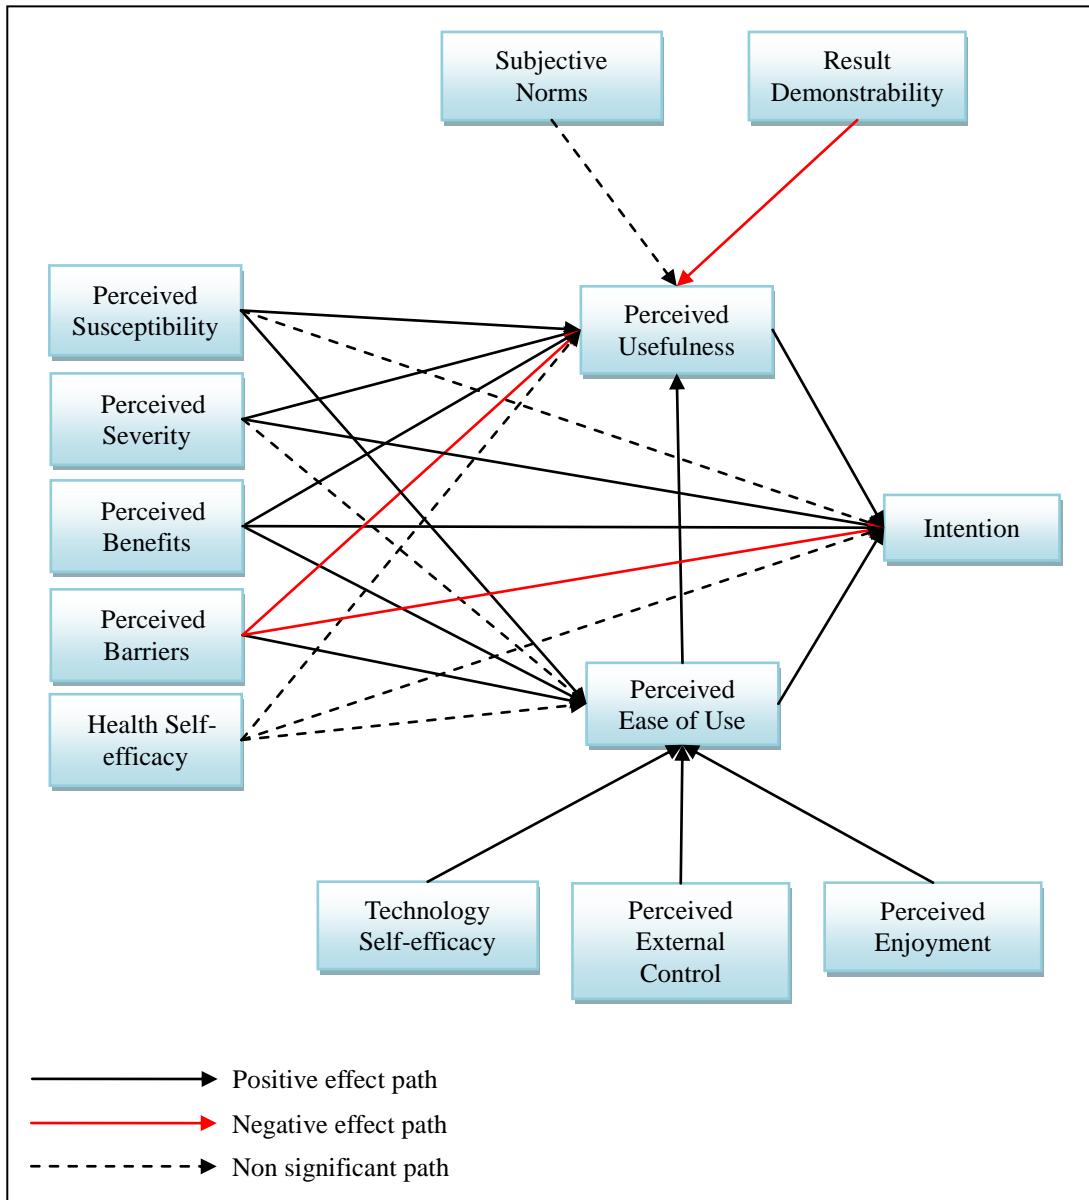 Subjective
Norms
Result
Demonstrability
Perceived
Susceptibility
Perceived
Usefulness
Perceived
Severity
Perceived
Benefits
Intention
Perceived
Barriers
Perceived
Ease of Use
Health Self-
efficacy
Technology
Self-efficacy
Perceived
External
Control
Perceived
Enjoyment
Positive effect path
Negative effect path
Non significant path